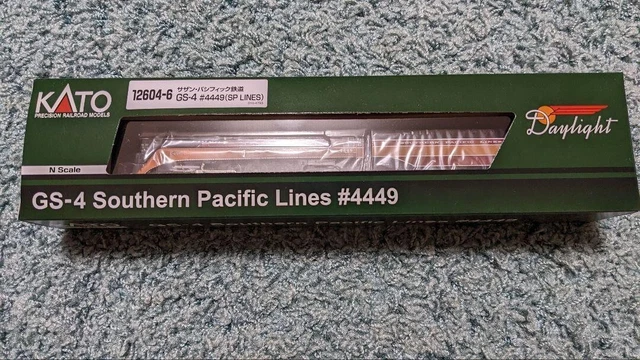 KATO
PRECISION RAILROAD MODELS
12604-6
サザン・パシフィック鉄道
GS-4 #4449(SP LINES)
Daylight
N Scale
GS-4 Southern Pacific Lines #4449